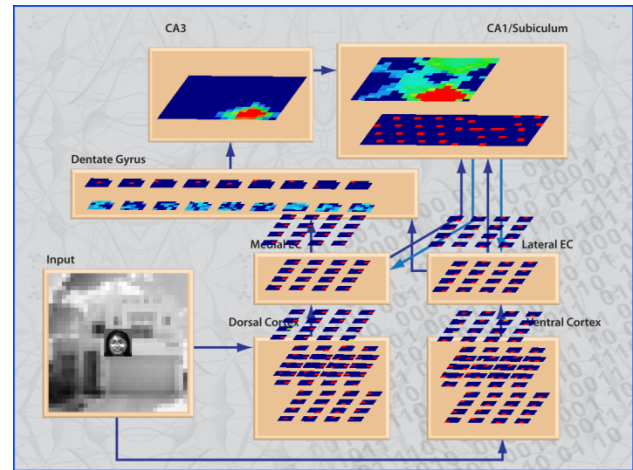 CA3
CA1/Subiculum
Dentate Gyrus
Medial EC
Lateral EC
Input
Dorsal Cortex
Ventral Cortex